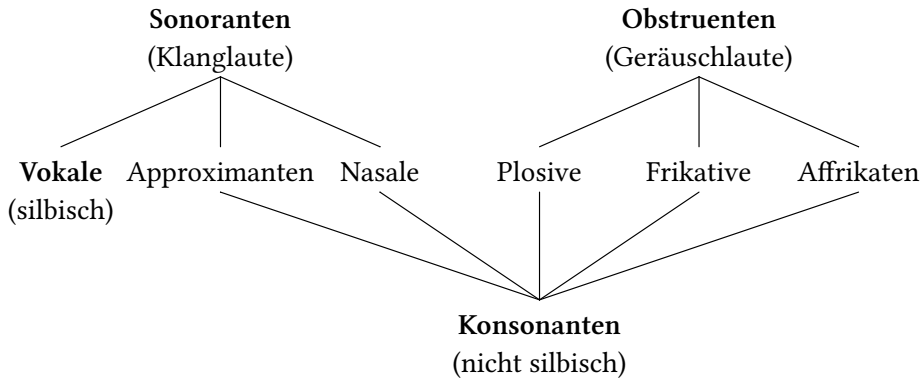 Sonoranten
(Klanglaute)
Obstruenten
(Geräuschlaute)
Vokale
(silbisch)
Approximanten
Nasale
Plosive
Frikative
Affrikaten
Konsonanten
(nicht silbisch)